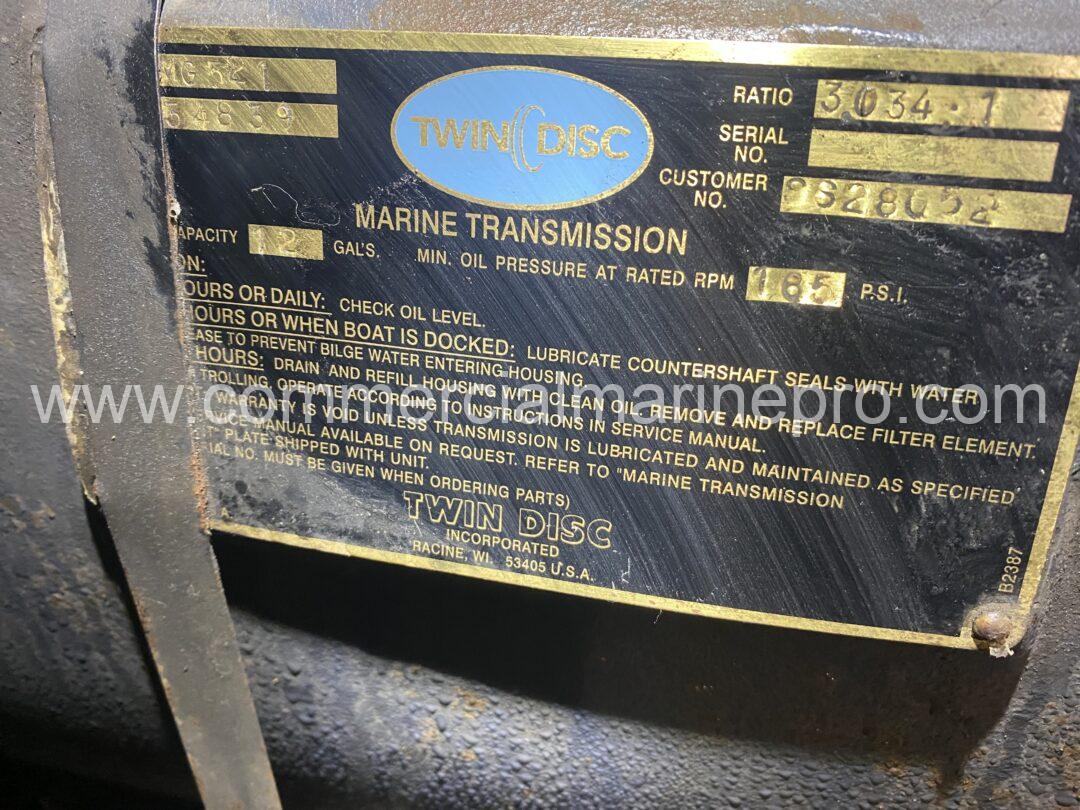 MG 521
54839
TWIN DISC
RATIO 3.034:1
SERIAL NO.
CUSTOMER NO.
MARINE TRANSMISSION
APACITY 12 GAL'S. MIN. OIL PRESSURE AT RATED RPM 185 P.S.I.
ON:
OURS OR DAILY: CHECK OIL LEVEL.
HOURS OR WHEN BOAT IS DOCKED: LUBRICATE COUNTERSHAFT SEALS WITH WATER
ASE TO PREVENT BILGE WATER ENTERING HOUSING.
HOURS: DRAIN AND REFILL HOUSING WITH CLEAN OIL. REMOVE AND REPLACE FILTER ELEMENT.
TROLLING, OPERATE ACCORDING TO INSTRUCTIONS IN SERVICE MANUAL.
WARRANTY IS VOID UNLESS TRANSMISSION IS LUBRICATED AND MAINTAINED AS SPECIFIED
ICE MANUAL AVAILABLE ON REQUEST. REFER TO "MARINE TRANSMISSION
PLATE SHIPPED WITH UNIT.
IAL NO. MUST BE GIVEN WHEN ORDERING PARTS)
TWIN DISC
INCORPORATED
RACINE, WI. 53405 U.S.A.
B2387
www.commercialmarinepro.com